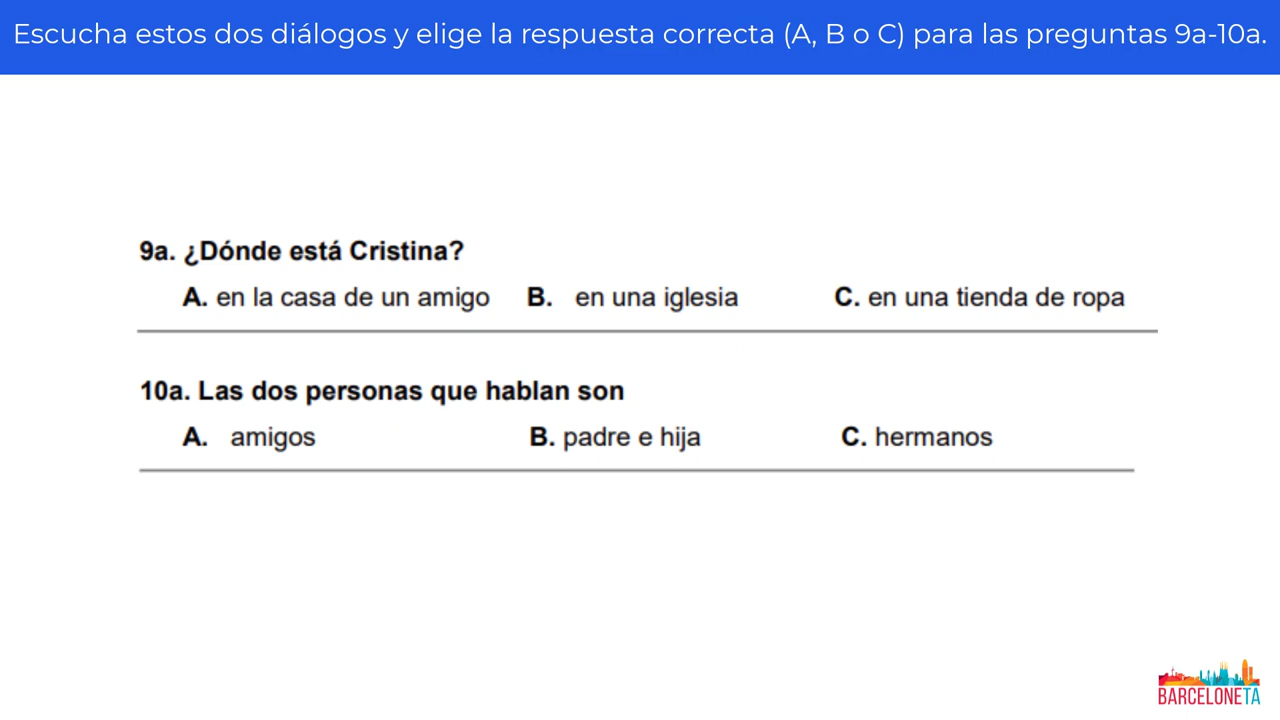 Escucha estos dos diálogos y elige la respuesta correcta (A, B o C) para las preguntas 9a-10a.
9a. ¿Dónde está Cristina?
A. en la casa de un amigo B. en una iglesia C. en una tienda de ropa
10a. Las dos personas que hablan son
A. amigos B. padre e hija C. hermanos
BARCELONETA